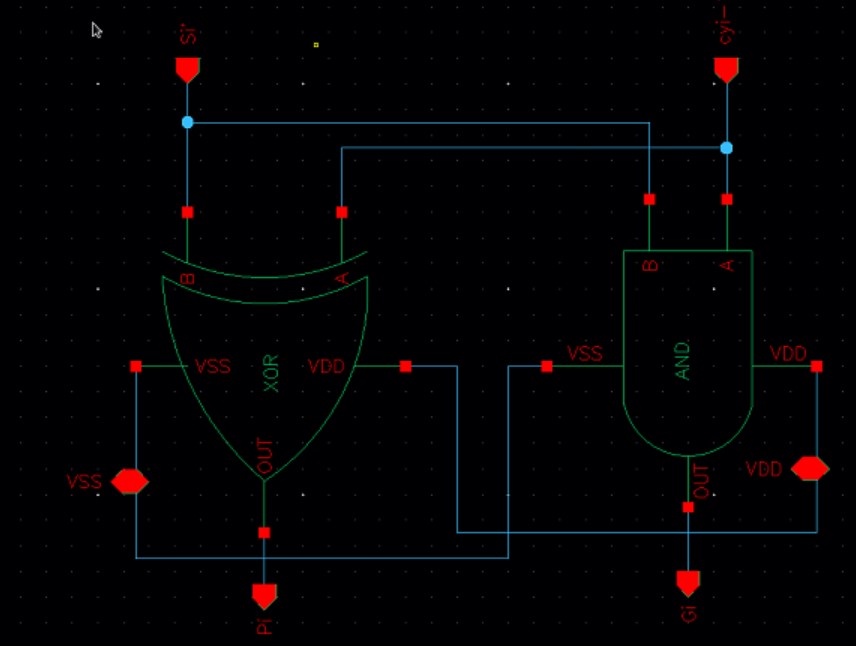 Si'
cyi-
B
A
B
A
VSS
XOR
VDD
VSS
AND
VDD
OUT
VSS
VDD
OUT
Pi
Gi